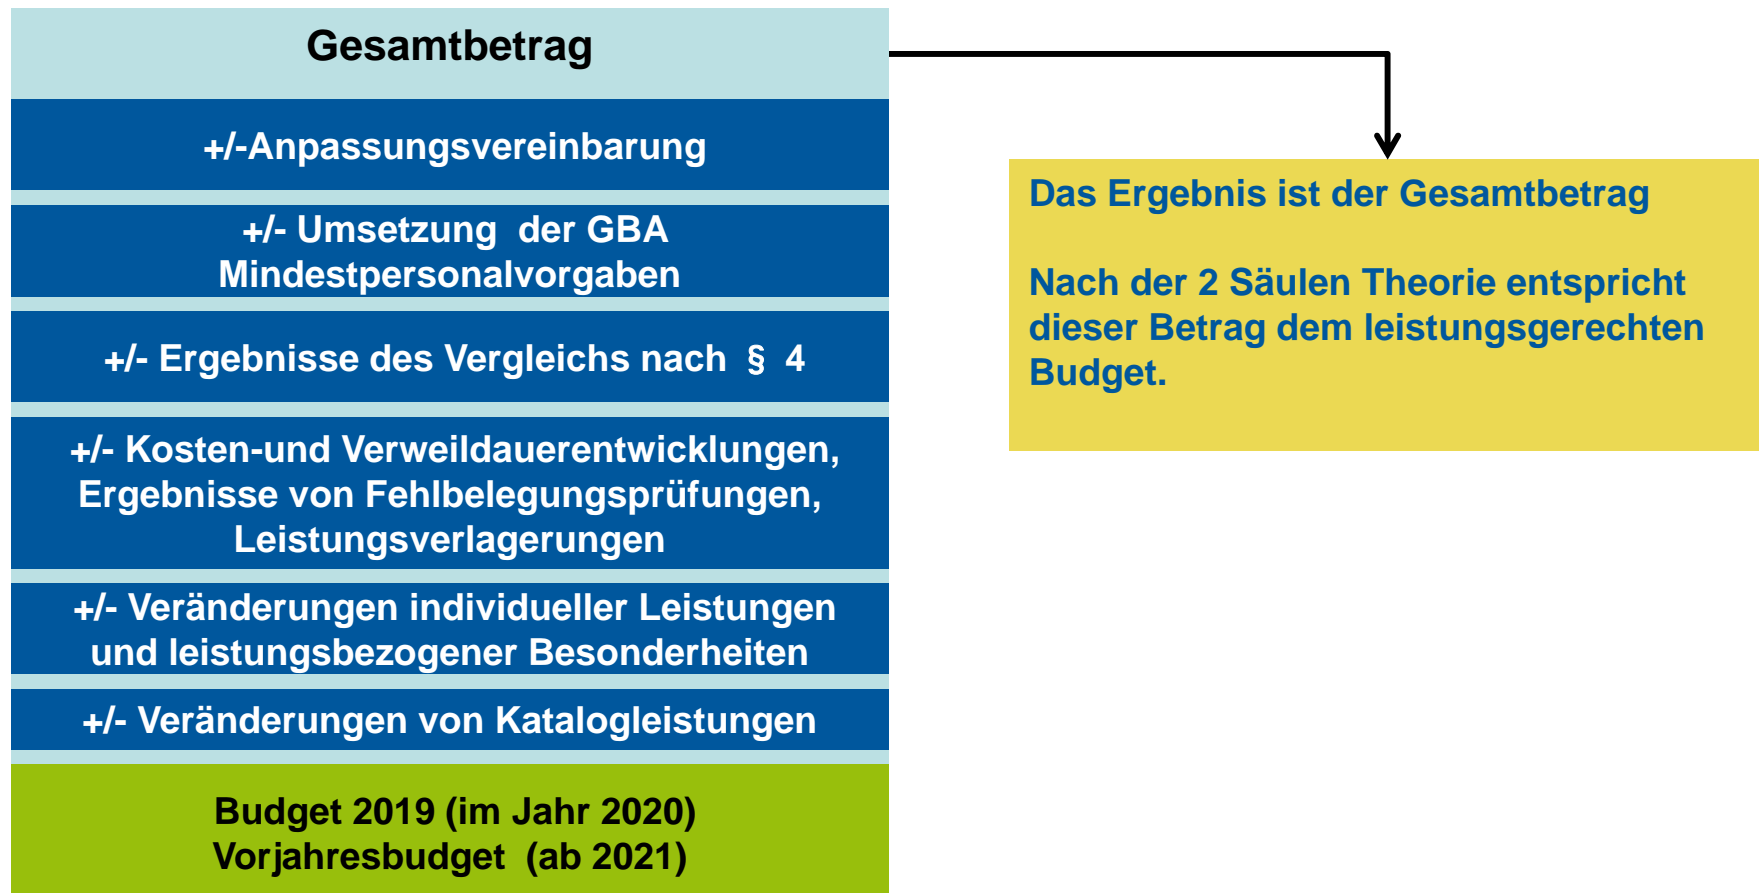 Gesamtbetrag
+/-Anpassungsvereinbarung
+/- Umsetzung der GBA
Mindestpersonalvorgaben
+/- Ergebnisse des Vergleichs nach § 4
+/- Kosten-und Verweildauerentwicklungen,
Ergebnisse von Fehlbelegungsprüfungen,
Leistungsverlagerungen
+/- Veränderungen individueller Leistungen
und leistungsbezogener Besonderheiten
+/- Veränderungen von Katalogleistungen
Budget 2019 (im Jahr 2020)
Vorjahresbudget (ab 2021)
Das Ergebnis ist der Gesamtbetrag
Nach der 2 Säulen Theorie entspricht
dieser Betrag dem leistungsgerechten
Budget.